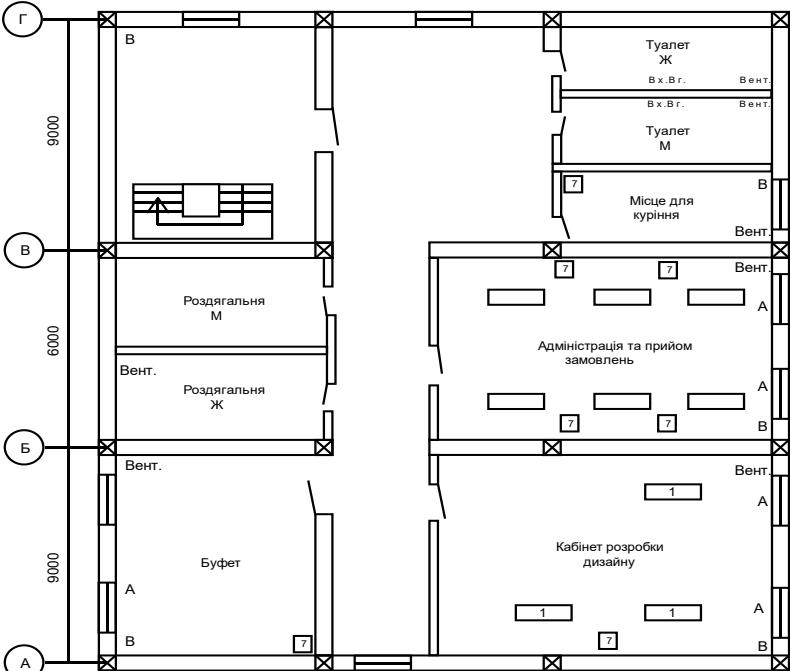 Г
В
Туалет
Ж
Вх.Вг. Вент.
Вх.Вг. Вент.
Туалет
М
9000
7
В
Місце для
куріння
Вент.
В
7
7
Вент.
Роздягальня
М
А
6000
Адміністрація та прийом
замовлень
Вент.
Роздягальня
Ж
А
7
7
В
Б
Вент.
Вент.
1
А
Кабінет розробки
дизайну
9000
Буфет
А
1
1
А
В
7
7
В
А